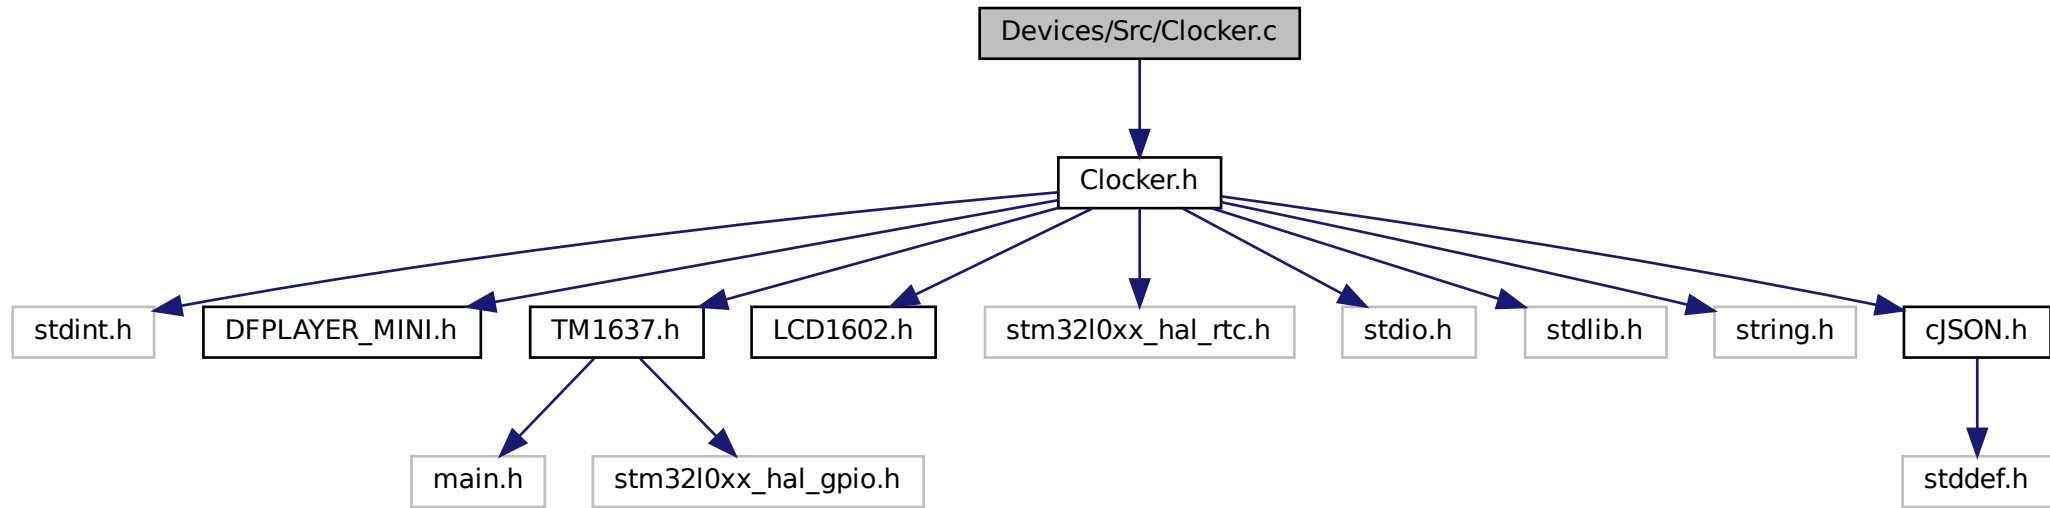 Devices/Src/Clocker.c
Clocker.h
stdint.h
DFPLAYER_MINI.h
TM1637.h
LCD1602.h
stm32l0xx_hal_rtc.h
stdio.h
stdlib.h
string.h
cJSON.h
main.h
stm32l0xx_hal_gpio.h
stddef.h